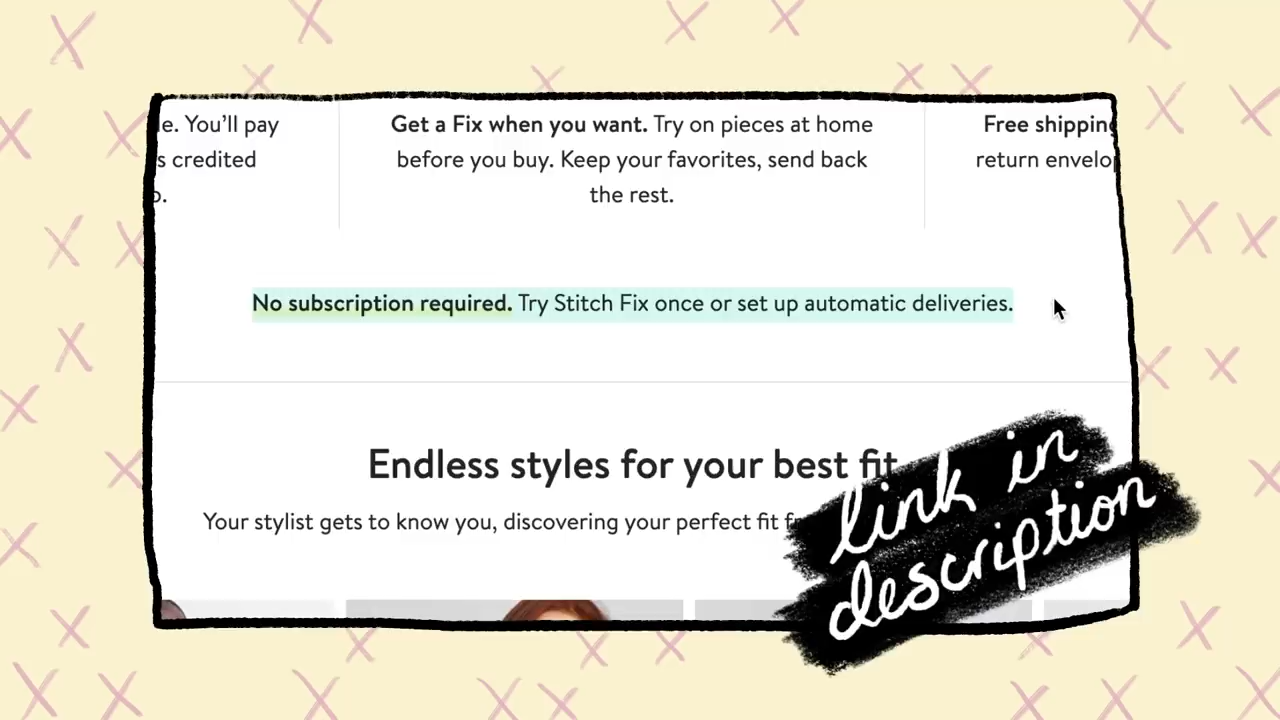 le. You'll pay
s credited
o.
Get a Fix when you want. Try on pieces at home
before you buy. Keep your favorites, send back
the rest.
Free shipping
return envelop
No subscription required. Try Stitch Fix once or set up automatic deliveries.
Endless styles for your best fit
Your stylist gets to know you, discovering your perfect fit
link in
description